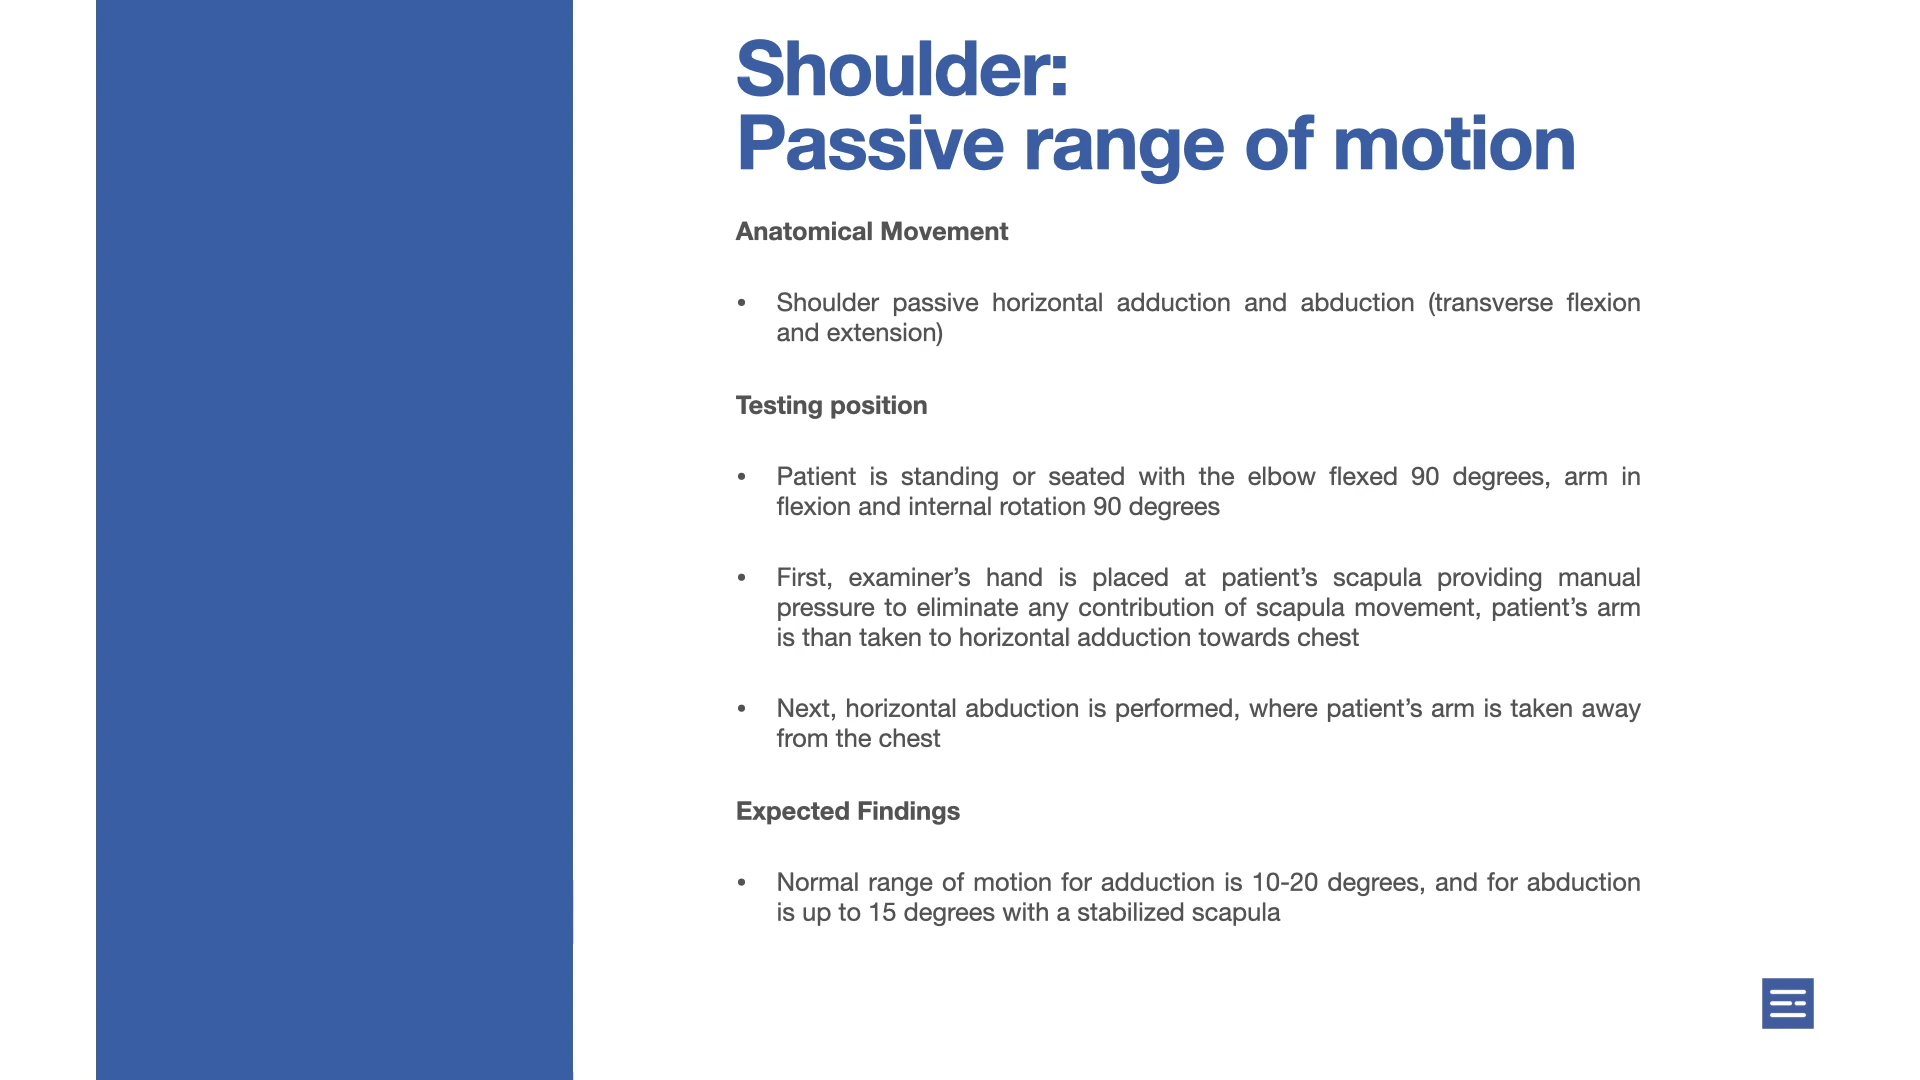 Shoulder:
Passive range of motion
Anatomical Movement
• Shoulder passive horizontal adduction and abduction (transverse flexion
and extension)
Testing position
• Patient is standing or seated with the elbow flexed 90 degrees, arm in
flexion and internal rotation 90 degrees
• First, examiner’s hand is placed at patient’s scapula providing manual
pressure to eliminate any contribution of scapula movement, patient’s arm
is than taken to horizontal adduction towards chest
• Next, horizontal abduction is performed, where patient’s arm is taken away
from the chest
Expected Findings
• Normal range of motion for adduction is 10-20 degrees, and for abduction
is up to 15 degrees with a stabilized scapula